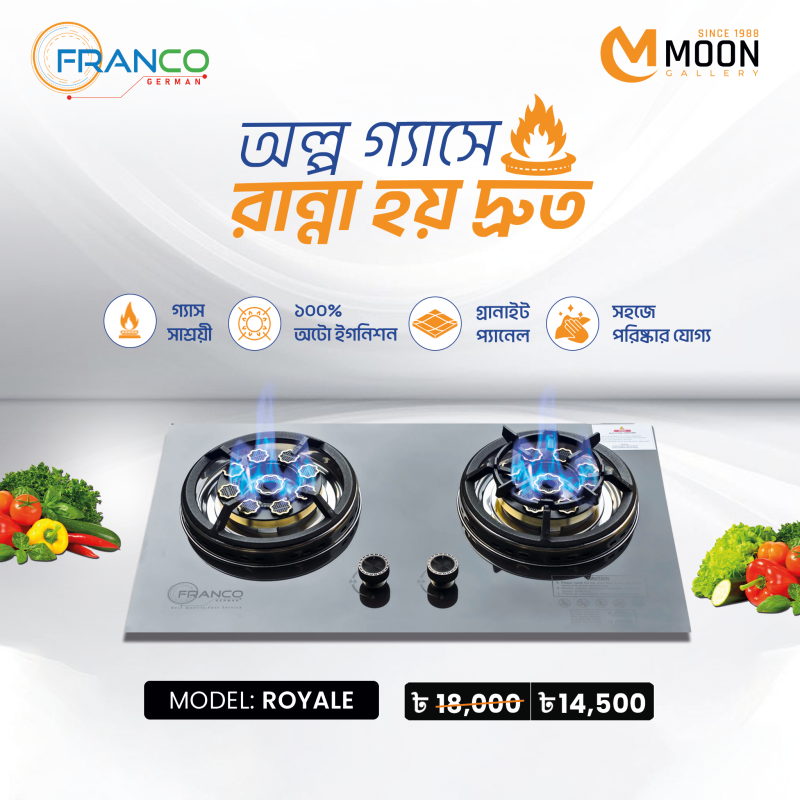 FRANCO
GERMAN
SINCE 1988
MOON
GALLERY
অল্প গ্যাসে
রান্না হয় দ্রুত
গ্যাস
সাশ্রয়ী
১০০%
অটো ইগনিশন
গ্রানাইট
প্যানেল
সহজে
পরিষ্কার যোগ্য
FRANCO
GERMAN
MODEL: ROYALE
৳ 18,000
৳ 14,500